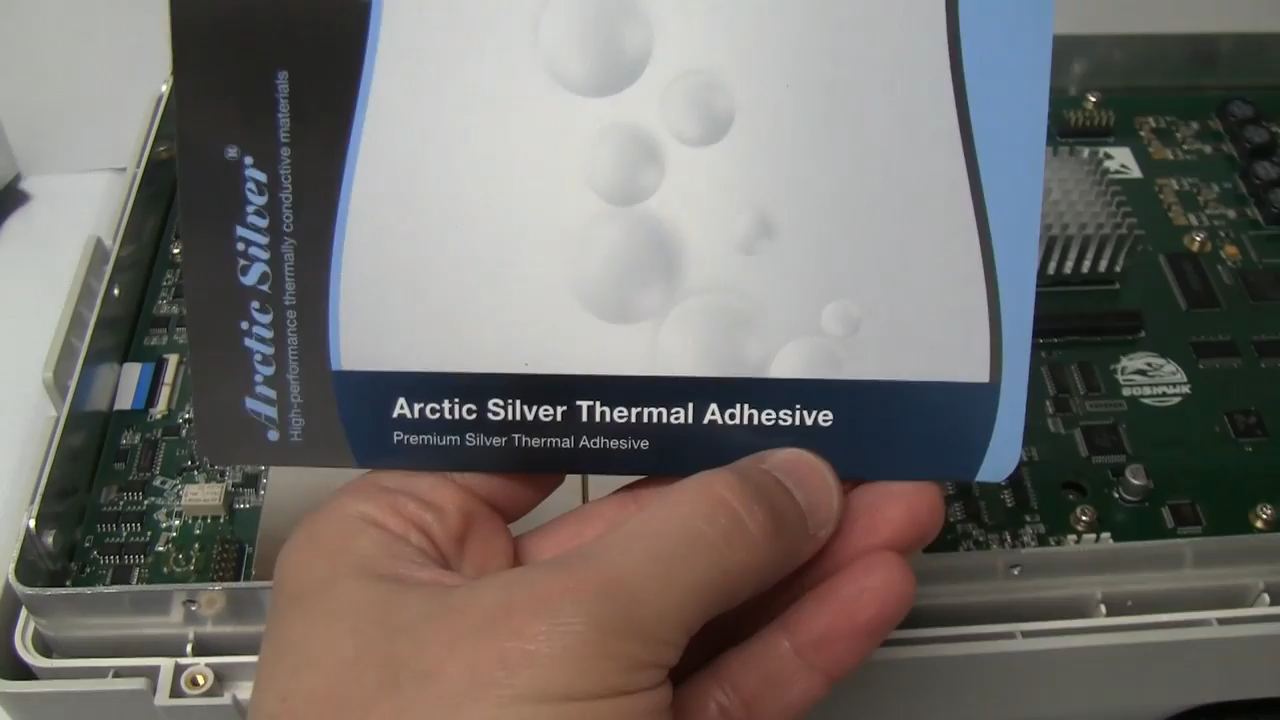 Arctic Silver®
High-performance thermally conductive materials
Arctic Silver Thermal Adhesive
Premium Silver Thermal Adhesive